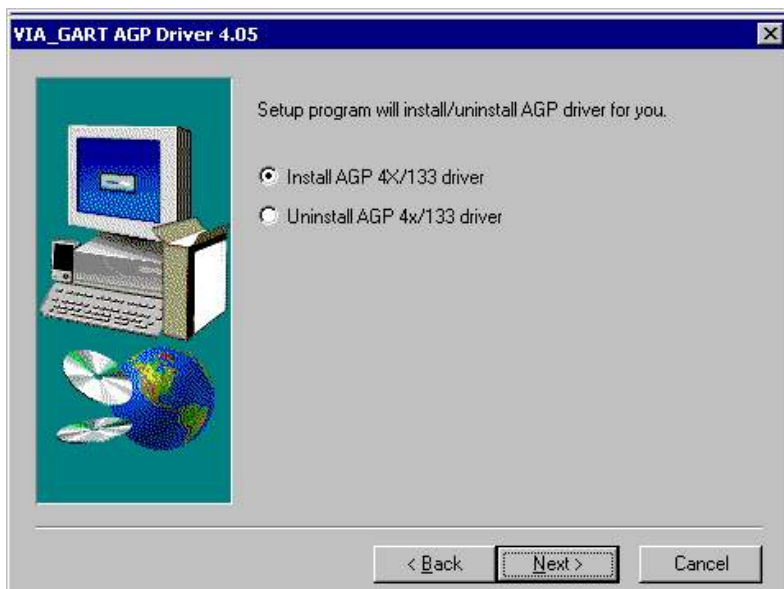 VIA_GART AGP Driver 4.05
Setup program will install/uninstall AGP driver for you.
Install AGP 4X/133 driver
Uninstall AGP 4x/133 driver
< Back
Next >
Cancel